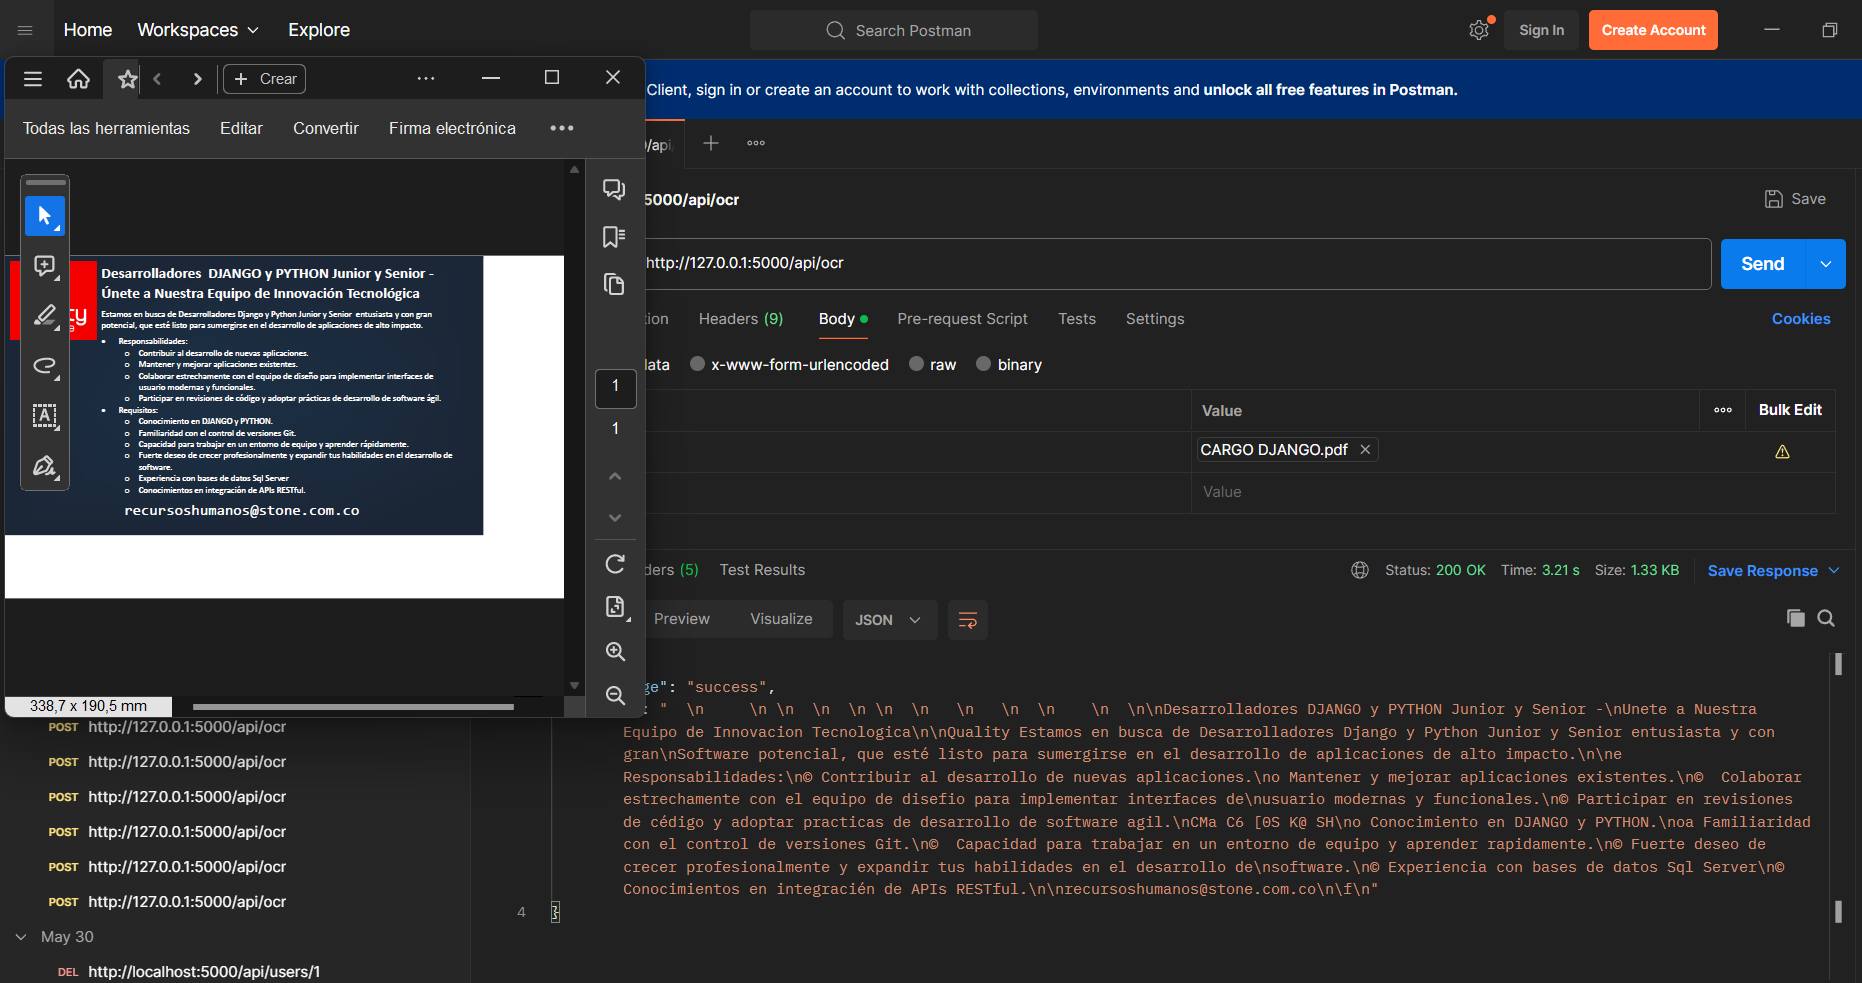 Home
Workspaces
Explore
Search Postman
Sign In
Create Account
Crear
Client, sign in or create an account to work with collections, environments and unlock all free features in Postman.
Todas las herramientas
Editar
Convertir
Firma electrónica
/api/
5000/api/ocr
Save
http://127.0.0.1:5000/api/ocr
Send
tion
Headers (9)
Body
Pre-request Script
Tests
Settings
Cookies
lata
x-www-form-urlencoded
raw
binary
Value
Bulk Edit
CARGO DJANGO.pdf
Value
ty
Desarrolladores DJANGO y PYTHON Junior y Senior -
Únete a Nuestra Equipo de Innovación Tecnológica
Estamos en busca de Desarrolladores Django y Python Junior y Senior entusiasta y con gran
potencial, que esté listo para sumergirse en el desarrollo de aplicaciones de alto impacto.
• Responsabilidades:
o Contribuir al desarrollo de nuevas aplicaciones.
o Mantener y mejorar aplicaciones existentes.
o Colaborar estrechamente con el equipo de diseño para implementar interfaces de
usuario modernas y funcionales.
o Participar en revisiones de código y adoptar prácticas de desarrollo de software ágil.
• Requisitos:
o Conocimiento en DJANGO y PYTHON.
o Familiaridad con el control de versiones Git.
o Capacidad para trabajar en un entorno de equipo y aprender rápidamente.
o Fuerte deseo de crecer profesionalmente y expandir tus habilidades en el desarrollo de
software.
o Experiencia con bases de datos Sql Server
o Conocimientos en integración de APIs RESTful.
recursoshumanos@stone.com.co
1
1
338,7 x 190,5 mm
ders (5)
Test Results
Status: 200 OK Time: 3.21 s Size: 1.33 KB
Save Response
Preview
Visualize
JSON
ge": "success",
: " \n \n \n \n \n \n \n \n \n \n \n \n\nDesarrolladores DJANGO y PYTHON Junior y Senior -\nUnete a Nuestra
Equipo de Innovacion Tecnologica\n\nQuality Estamos en busca de Desarrolladores Django y Python Junior y Senior entusiasta y con
gran\nSoftware potencial, que esté listo para sumergirse en el desarrollo de aplicaciones de alto impacto.\n\ne
Responsabilidades:\n© Contribuir al desarrollo de nuevas aplicaciones.\no Mantener y mejorar aplicaciones existentes.\n© Colaborar
estrechamente con el equipo de disefio para implementar interfaces de\nusuario modernas y funcionales.\n© Participar en revisiones
de cédigo y adoptar practicas de desarrollo de software agil.\nCMa C6 [0S K@ SH\no Conocimiento en DJANGO y PYTHON.\noa Familiaridad
con el control de versiones Git.\n© Capacidad para trabajar en un entorno de equipo y aprender rapidamente.\n© Fuerte deseo de
crecer profesionalmente y expandir tus habilidades en el desarrollo de\nsoftware.\n© Experiencia con bases de datos Sql Server\n©
Conocimientos en integración de APIs RESTful.\n\nrecursoshumanos@stone.com.co\n\f\n"
4 }
POST http://127.0.0.1:5000/api/ocr
POST http://127.0.0.1:5000/api/ocr
POST http://127.0.0.1:5000/api/ocr
POST http://127.0.0.1:5000/api/ocr
POST http://127.0.0.1:5000/api/ocr
POST http://127.0.0.1:5000/api/ocr
May 30
DEL http://localhost:5000/api/users/1